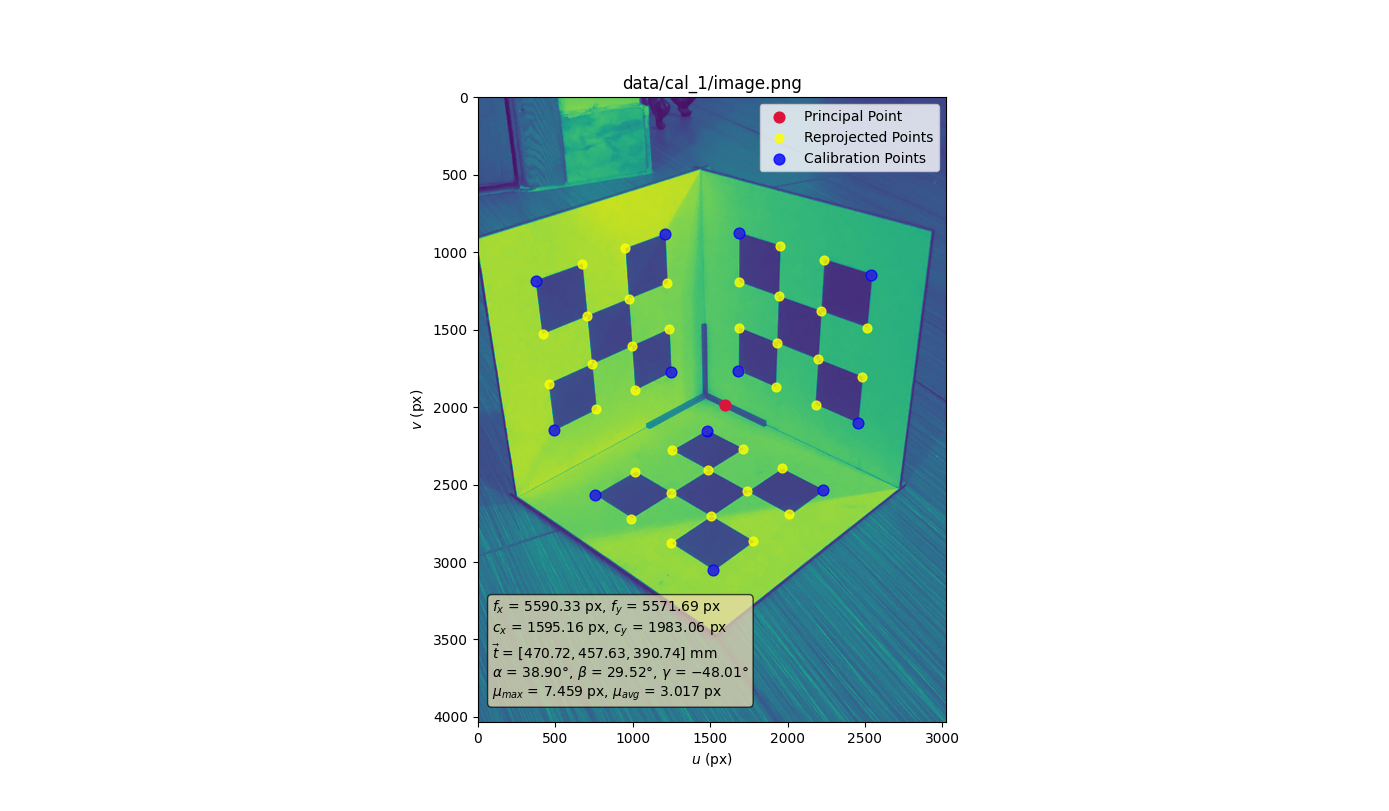 data/cal_1/image.png
Principal Point
Reprojected Points
Calibration Points
0
500
1000
1500
2000
2500
3000
3500
4000
v (px)
f_x = 5590.33 px, f_y = 5571.69 px
c_x = 1595.16 px, c_y = 1983.06 px
t⃗ = [470.72, 457.63, 390.74] mm
α = 38.90°, β = 29.52°, γ = −48.01°
μ_max = 7.459 px, μ_avg = 3.017 px
0 500 1000 1500 2000 2500 3000
u (px)